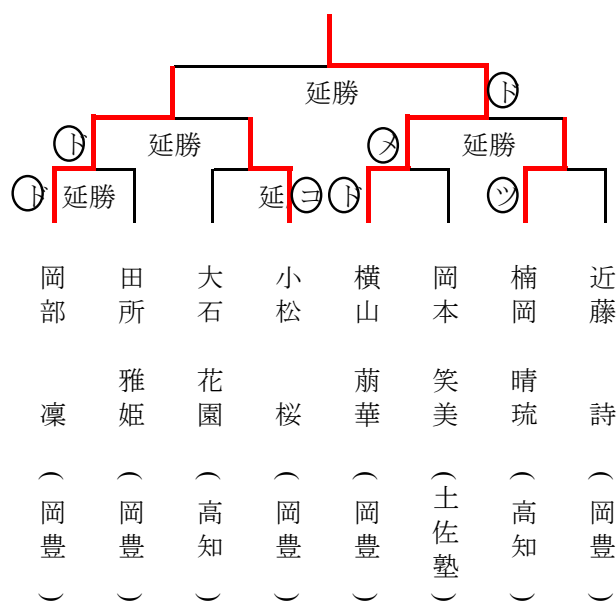 延勝
ド
ド
延勝
メ
延勝
ド
延勝
延
コ
ド
ツ
岡部 凜 (岡豊)
田所 雅姫 (岡豊)
大石 花園 (高知)
小松 桜 (岡豊)
横山 萠華 (岡豊)
岡本 笑美 (土佐塾)
楠岡 晴琉 (高知)
近藤 詩 (岡豊)